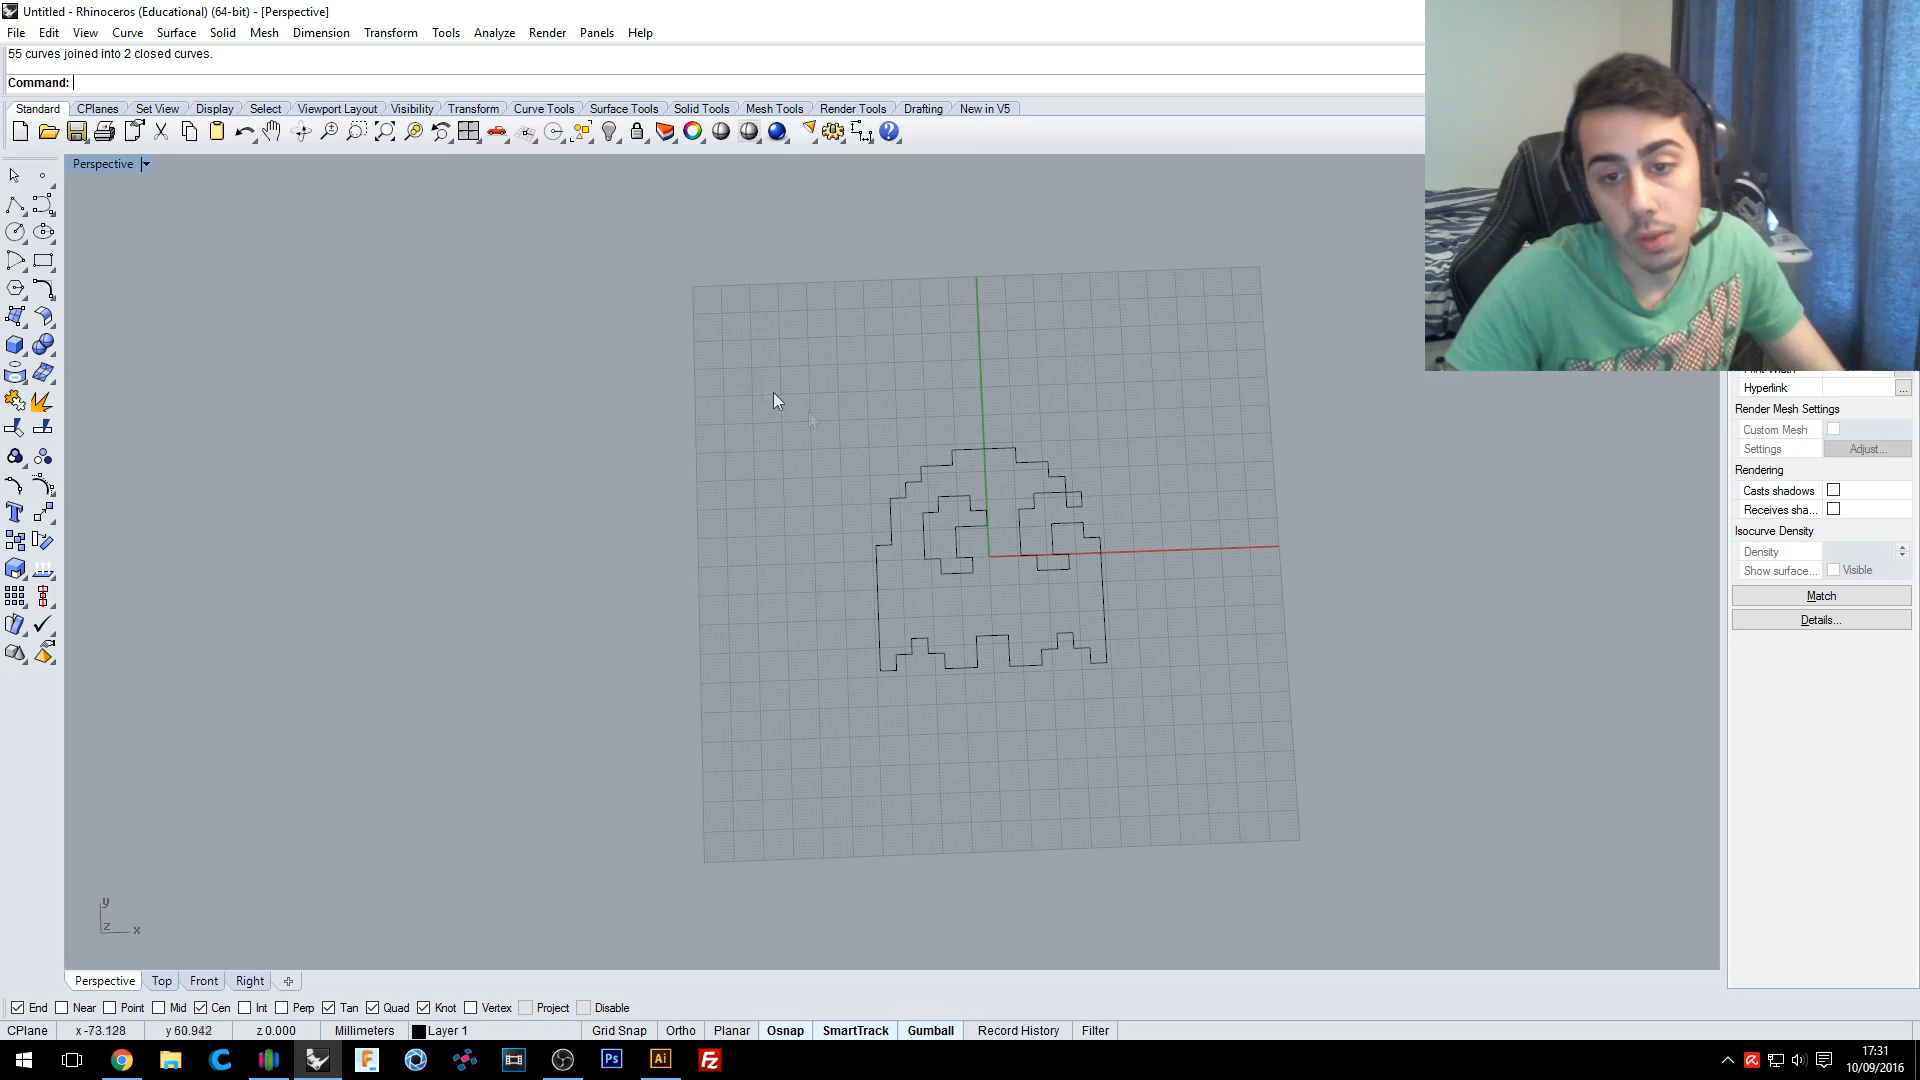 Untitled - Rhinoceros (Educational) (64-bit) - [Perspective]
File Edit View Curve Surface Solid Mesh Dimension Transform Tools Analyze Render Panels Help
55 curves joined into 2 closed curves.
Command:
Standard CPlanes Set View Display Select Viewport Layout Visibility Transform Curve Tools Surface Tools Solid Tools Mesh Tools Render Tools Drafting New in V5
Perspective
Hyperlink ...
Render Mesh Settings
Custom Mesh
Settings Adjust...
Rendering
Casts shadows
Receives sha...
Isocurve Density
Density
Show surface... Visible
Match
Details...
y
z x
Perspective Top Front Right
End Near Point Mid Cen Int Perp Tan Quad Knot Vertex Project Disable
CPlane x -73.128 y 60.942 z 0.000 Millimeters Layer 1 Grid Snap Ortho Planar Osnap SmartTrack Gumball Record History Filter
Ps Ai Fz
17:31
10/09/2016